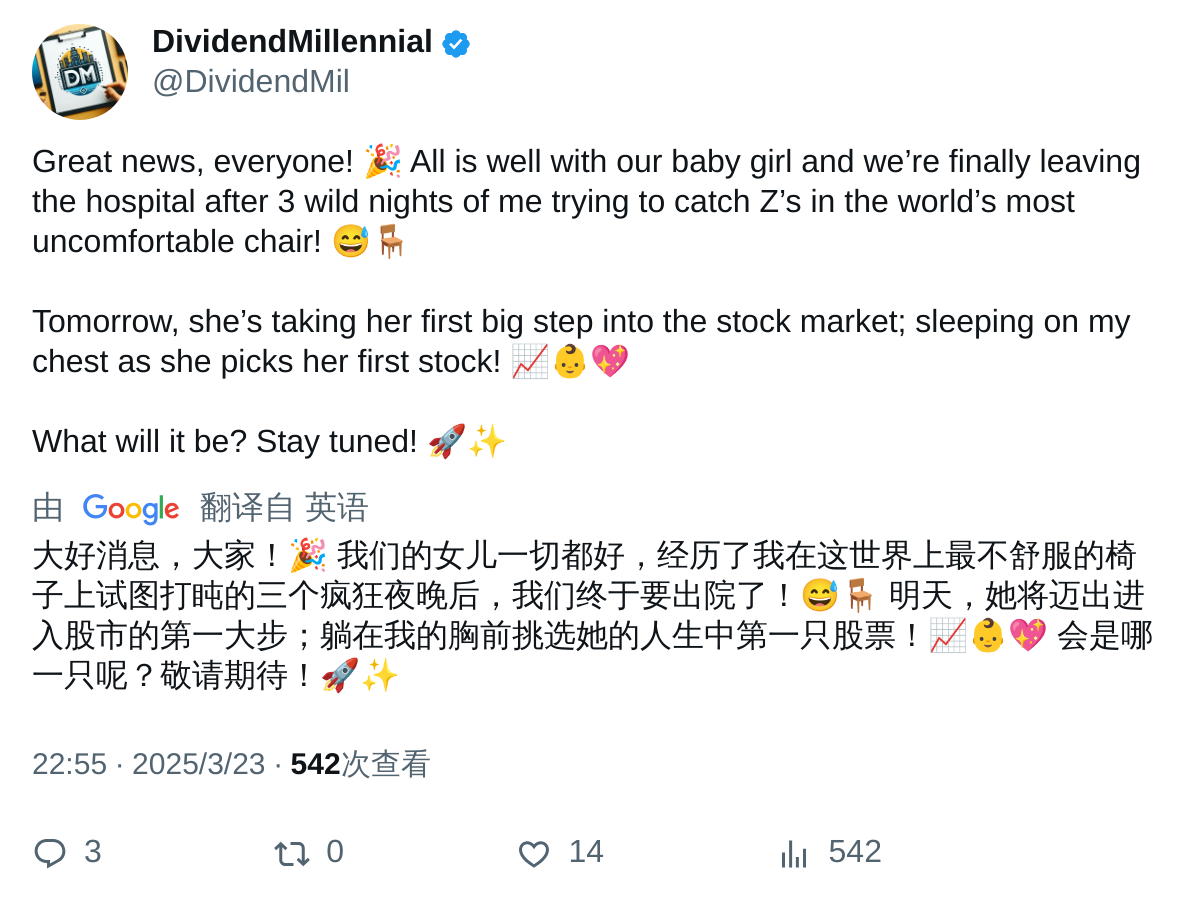 DM
DividendMillennial
@DividendMil
Great news, everyone! 🎉 All is well with our baby girl and we’re finally leaving
the hospital after 3 wild nights of me trying to catch Z’s in the world’s most
uncomfortable chair! 😅🪑
Tomorrow, she’s taking her first big step into the stock market; sleeping on my
chest as she picks her first stock! 📈👶💖
What will it be? Stay tuned! 🚀✨
由 Google 翻译自 英语
大好消息，大家！🎉 我们的女儿一切都好，经历了我在这世界上最不舒服的椅
子上试图打盹的三个疯狂夜晚后，我们终于要出院了！😅🪑 明天，她将迈出进
入股市的第一大步；躺在我的胸前挑选她的人生中第一只股票！📈👶💖 会是哪
一只呢？敬请期待！🚀✨
22:55 · 2025/3/23 · 542次查看
3 0 14 542